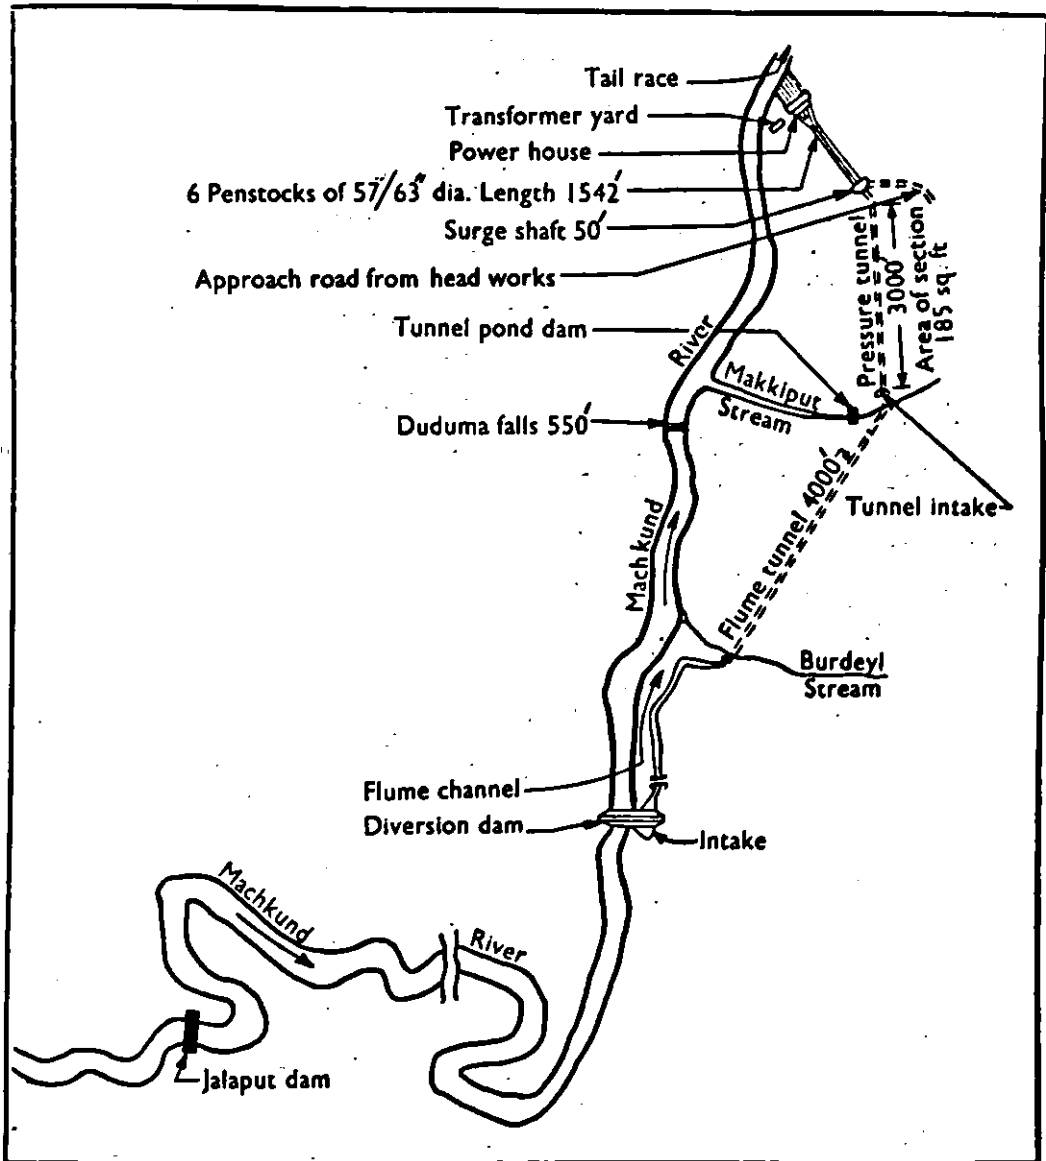 Tail race
Transformer yard
Power house
6 Penstocks of 57"/63" dia. Length 1542'
Surge shaft 50'
Approach road from head works
Pressure tunnel
3000'
Area of section
185 sq. ft
Tunnel pond dam
River
Makkiput
Stream
Duduma falls 550'
Tunnel intake
Flume tunnel 4000'
Machkund
Burdeyl
Stream
Flume channel
Diversion dam
Intake
Machkund
River
Jalaput dam